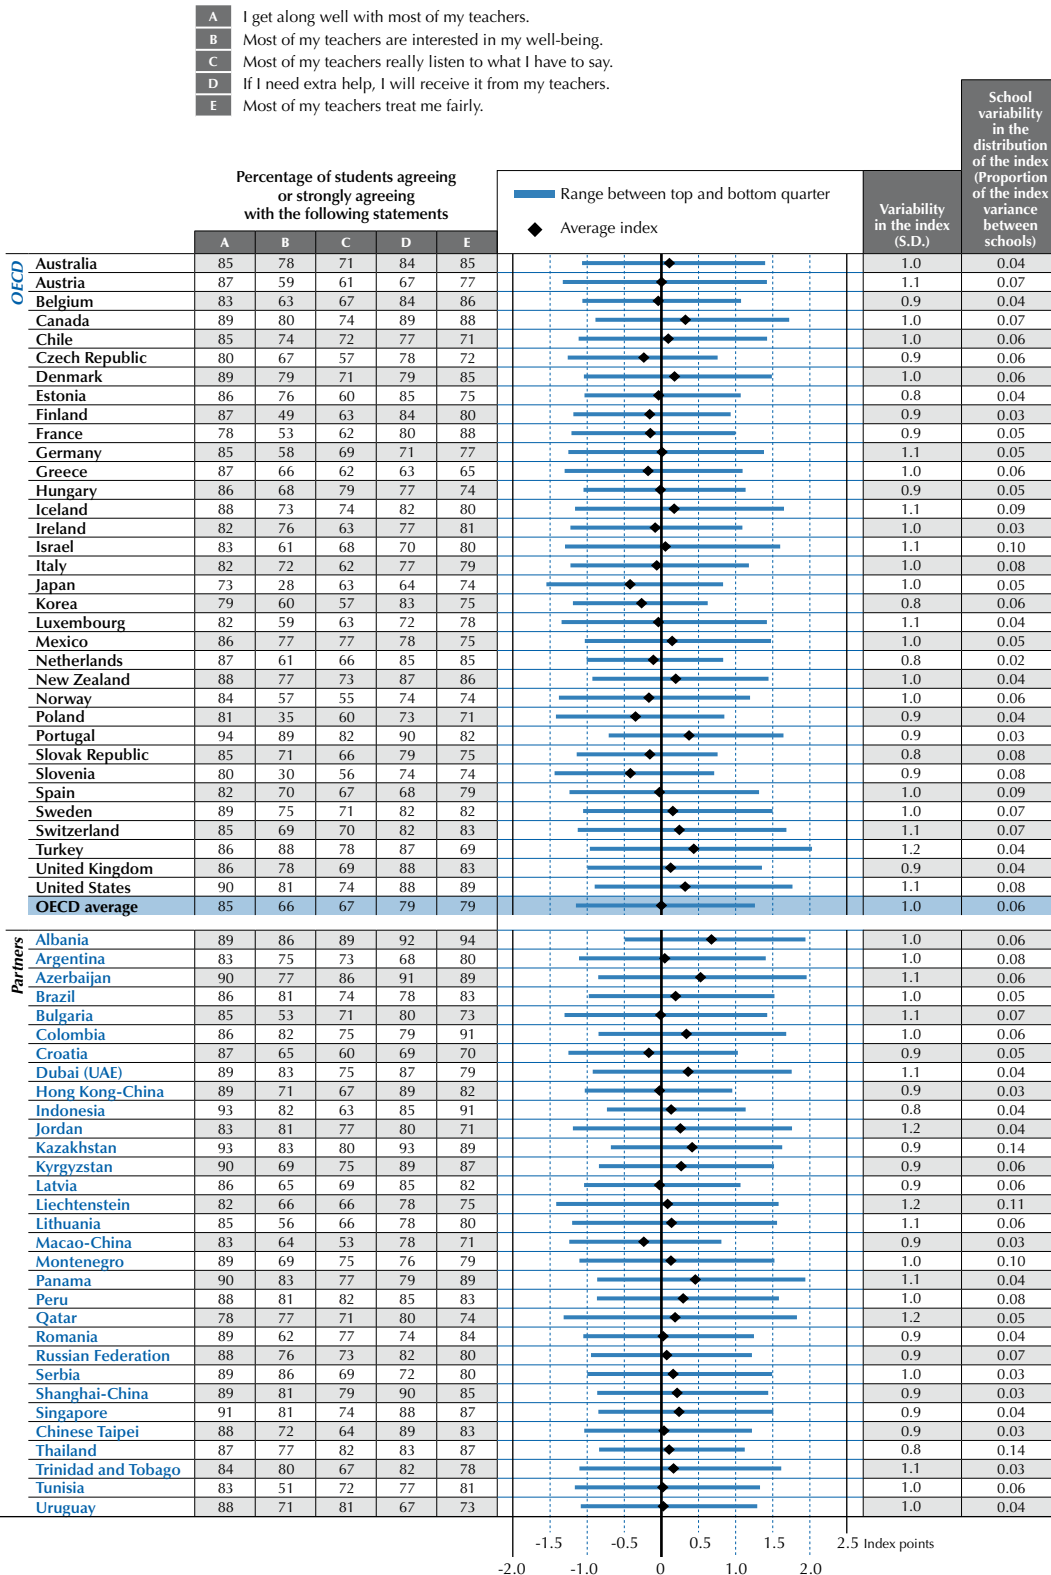 A I get along well with most of my teachers.
B Most of my teachers are interested in my well-being.
C Most of my teachers really listen to what I have to say.
D If I need extra help, I will receive it from my teachers.
E Most of my teachers treat me fairly.
Percentage of students agreeing
or strongly agreeing
with the following statements
Range between top and bottom quarter
Average index
Variability
in the index
(S.D.)
School
variability
in the
distribution
of the index
(Proportion
of the index
variance
between
schools)
A B C D E
OECD
Australia 85 78 71 84 85 1.0 0.04
Austria 87 59 61 67 77 1.1 0.07
Belgium 83 63 67 84 86 0.9 0.04
Canada 89 80 74 89 88 1.0 0.07
Chile 85 74 72 77 71 1.0 0.06
Czech Republic 80 67 57 78 72 0.9 0.06
Denmark 89 79 71 79 85 1.0 0.06
Estonia 86 76 60 85 75 0.8 0.04
Finland 87 49 63 84 80 0.9 0.03
France 78 53 62 80 88 0.9 0.05
Germany 85 58 69 71 77 1.1 0.05
Greece 87 66 62 63 65 1.0 0.06
Hungary 86 68 79 77 74 0.9 0.05
Iceland 88 73 74 82 80 1.1 0.09
Ireland 82 76 63 77 81 1.0 0.03
Israel 83 61 68 70 80 1.1 0.10
Italy 82 72 62 77 79 1.0 0.08
Japan 73 28 63 64 74 1.0 0.05
Korea 79 60 57 83 75 0.8 0.06
Luxembourg 82 59 63 72 78 1.1 0.04
Mexico 86 77 77 78 75 1.0 0.05
Netherlands 87 61 66 85 85 0.8 0.02
New Zealand 88 77 73 87 86 1.0 0.04
Norway 84 57 55 74 74 1.0 0.06
Poland 81 35 60 73 71 0.9 0.04
Portugal 94 89 82 90 82 0.9 0.03
Slovak Republic 85 71 66 79 75 0.8 0.08
Slovenia 80 30 56 74 74 0.9 0.08
Spain 82 70 67 68 79 1.0 0.09
Sweden 89 75 71 82 82 1.0 0.07
Switzerland 85 69 70 82 83 1.1 0.07
Turkey 86 88 78 87 69 1.2 0.04
United Kingdom 86 78 69 88 83 0.9 0.04
United States 90 81 74 88 89 1.1 0.08
OECD average 85 66 67 79 79 1.0 0.06
Partners
Albania 89 86 89 92 94 1.0 0.06
Argentina 83 75 73 68 80 1.0 0.08
Azerbaijan 90 77 86 91 89 1.1 0.06
Brazil 86 81 74 78 83 1.0 0.05
Bulgaria 85 53 71 80 73 1.1 0.07
Colombia 86 82 75 79 91 1.0 0.06
Croatia 87 65 60 69 70 0.9 0.05
Dubai (UAE) 89 83 75 87 79 1.1 0.04
Hong Kong-China 89 71 67 89 82 0.9 0.03
Indonesia 93 82 63 85 91 0.8 0.04
Jordan 83 81 77 80 71 1.2 0.04
Kazakhstan 93 83 80 93 89 0.9 0.14
Kyrgyzstan 90 69 75 89 87 0.9 0.06
Latvia 86 65 69 85 82 0.9 0.06
Liechtenstein 82 66 66 78 75 1.2 0.11
Lithuania 85 56 66 78 80 1.1 0.06
Macao-China 83 64 53 78 71 0.9 0.03
Montenegro 89 69 75 76 79 1.0 0.10
Panama 90 83 77 79 89 1.1 0.04
Peru 88 81 82 85 83 1.0 0.08
Qatar 78 77 71 80 74 1.2 0.05
Romania 89 62 77 74 84 0.9 0.04
Russian Federation 88 76 73 82 80 0.9 0.07
Serbia 89 86 69 72 80 1.0 0.03
Shanghai-China 89 81 79 90 85 0.9 0.03
Singapore 91 81 74 88 87 0.9 0.04
Chinese Taipei 88 72 64 89 83 0.9 0.03
Thailand 87 77 82 83 87 0.8 0.14
Trinidad and Tobago 84 80 67 82 78 1.1 0.03
Tunisia 83 51 72 77 81 1.0 0.06
Uruguay 88 71 81 67 73 1.0 0.04
-1.5 -0.5 0.5 1.5 2.5 Index points
-2.0 -1.0 0 1.0 2.0